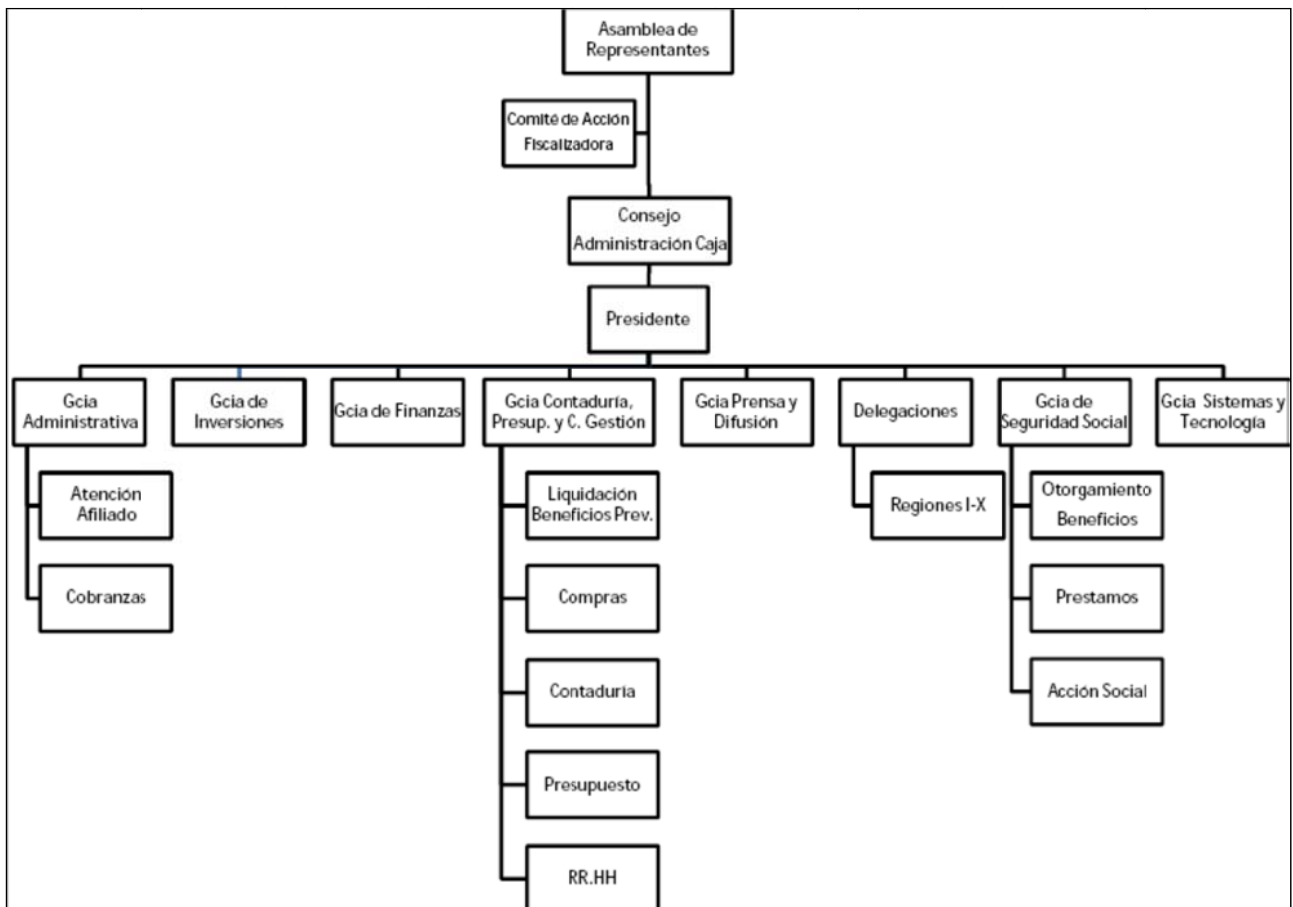 Asamblea de
Representantes
Comité de Acción
Fiscalizadora
Consejo
Administración Caja
Presidente
Gcia
Administrativa
Gcia de
Inversiones
Gcia de Finanzas
Gcia Contaduría,
Presup. y C. Gestión
Gcia Prensa y
Difusión
Delegaciones
Gcia de
Seguridad Social
Gcia Sistemas y
Tecnología
Atención
Afiliado
Cobranzas
Liquidación
Beneficios Prev.
Compras
Contaduría
Presupuesto
RR.HH
Regiones I-X
Otorgamiento
Beneficios
Prestamos
Acción Social